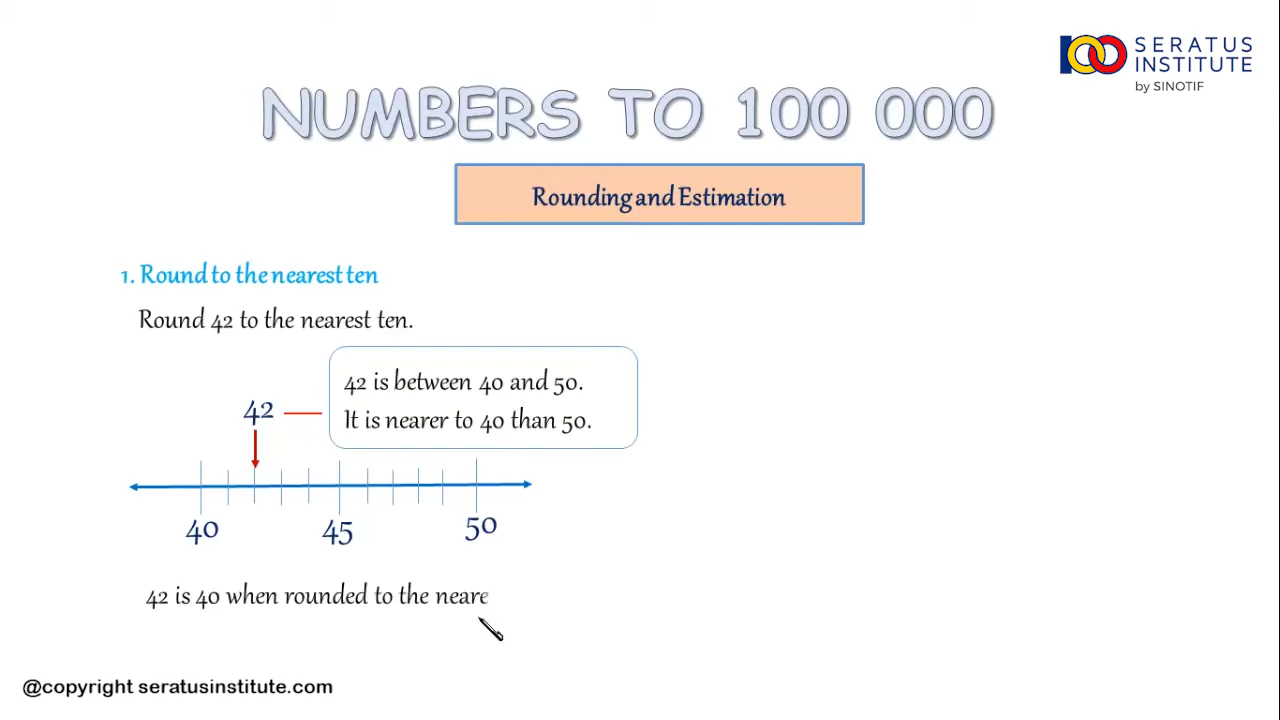 SERATUS
INSTITUTE
by SINOTIF
NUMBERS TO 100 000
Rounding and Estimation
1. Round to the nearest ten
Round 42 to the nearest ten.
42 is between 40 and 50.
It is nearer to 40 than 50.
42
40 45 50
42 is 40 when rounded to the neare
@copyright seratusinstitute.com